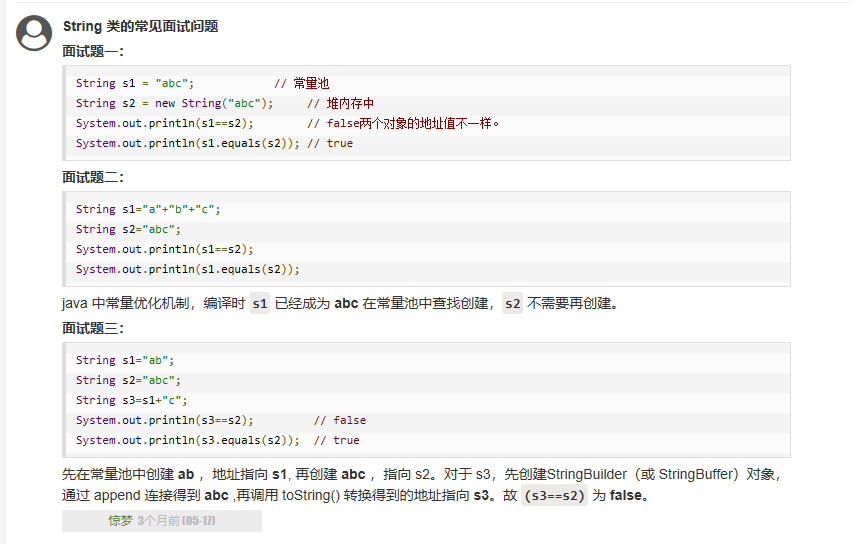 String 类的常见面试问题
面试题一：
String s1 = "abc";            // 常量池
String s2 = new String("abc");     // 堆内存中
System.out.println(s1==s2);        // false两个对象的地址值不一样。
System.out.println(s1.equals(s2)); // true
面试题二：
String s1="a"+"b"+"c";
String s2="abc";
System.out.println(s1==s2);
System.out.println(s1.equals(s2));
java 中常量优化机制，编译时 s1 已经成为 abc 在常量池中查找创建，s2 不需要再创建。
面试题三：
String s1="ab";
String s2="abc";
String s3=s1+"c";
System.out.println(s3==s2);         // false
System.out.println(s3.equals(s2));  // true
先在常量池中创建 ab ，地址指向 s1, 再创建 abc ，指向 s2。对于 s3，先创建StringBuilder（或 StringBuffer）对象，
通过 append 连接得到 abc ,再调用 toString() 转换得到的地址指向 s3。故 (s3==s2) 为 false。
惊梦 3个月前 (05-17)